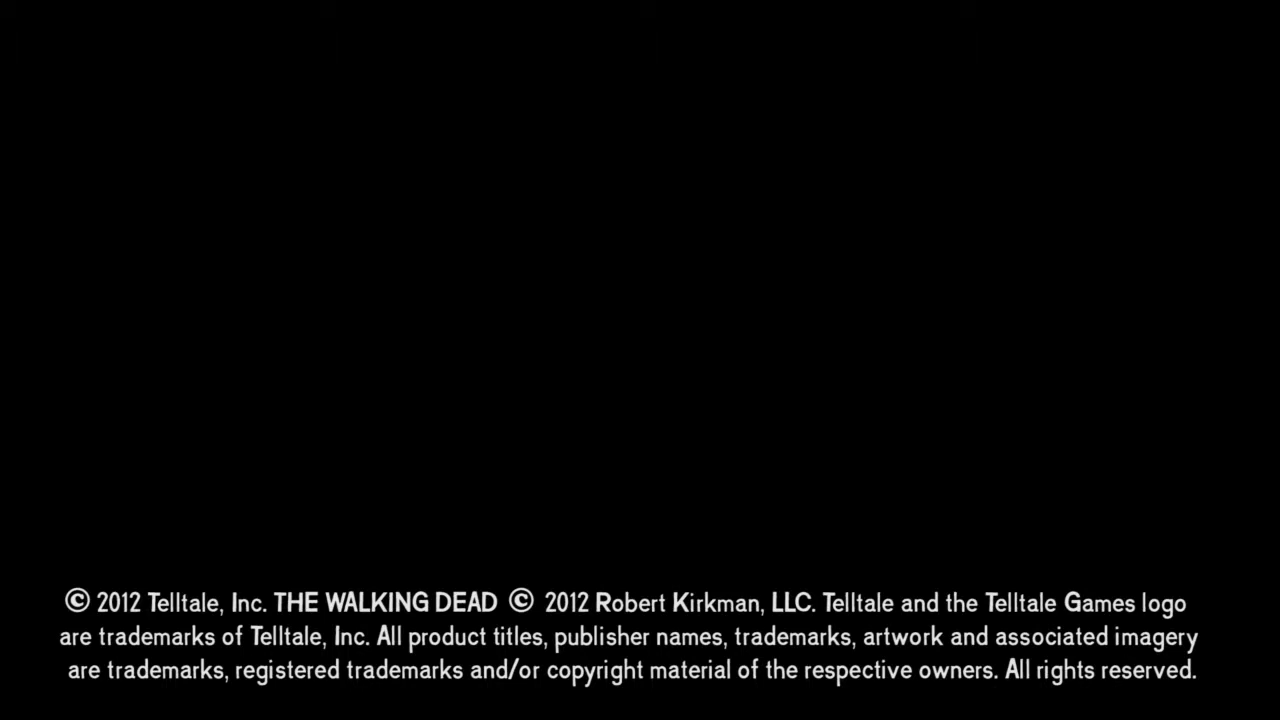 © 2012 Telltale, Inc. THE WALKING DEAD © 2012 Robert Kirkman, LLC. Telltale and the Telltale Games logo
are trademarks of Telltale, Inc. All product titles, publisher names, trademarks, artwork and associated imagery
are trademarks, registered trademarks and/or copyright material of the respective owners. All rights reserved.